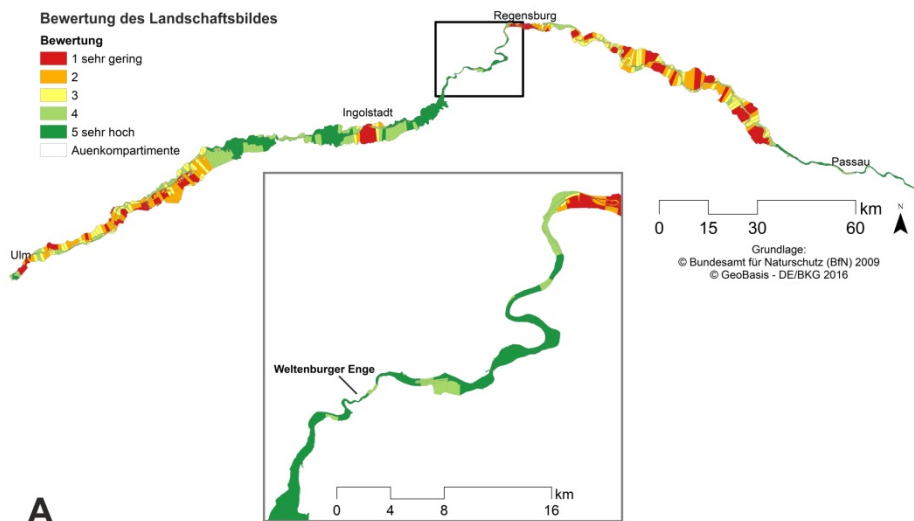 Bewertung des Landschaftsbildes
Bewertung
1 sehr gering
2
3
4
5 sehr hoch
Auenkompartimente
Regensburg
Ingolstadt
Ulm
Passau
km
0 15 30 60
N
Grundlage:
© Bundesamt für Naturschutz (BfN) 2009
© GeoBasis - DE/BKG 2016
Weltenburger Enge
km
0 4 8 16
A